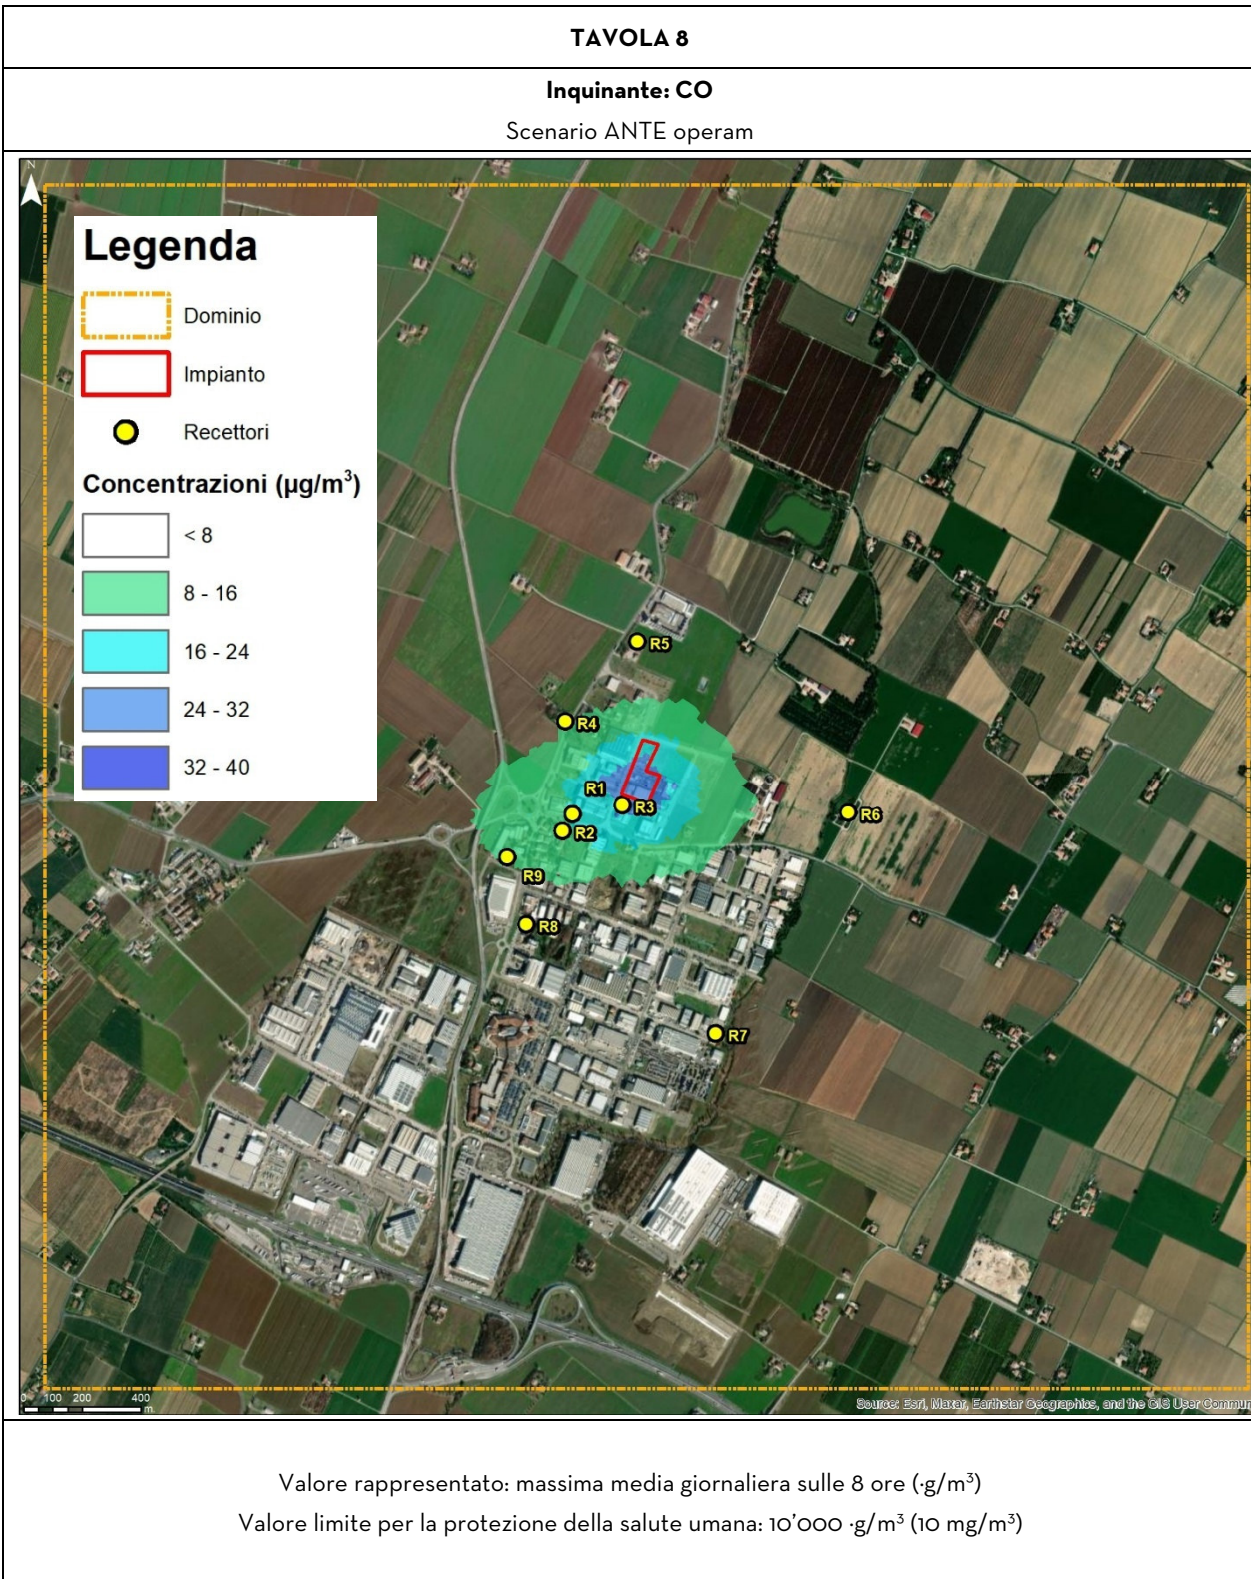 TAVOLA 8
Inquinante: CO
Scenario ANTE operam
N
Legenda
Dominio
Impianto
Recettori
Concentrazioni (µg/m³)
< 8
8 - 16
16 - 24
24 - 32
32 - 40
R5
R4
R1
R3
R2
R6
R9
R8
R7
0 100 200 400
m
Source: Esri, Maxar, Earthstar Geographics, and the GIS User Commun
Valore rappresentato: massima media giornaliera sulle 8 ore (·g/m³)
Valore limite per la protezione della salute umana: 10'000 ·g/m³ (10 mg/m³)